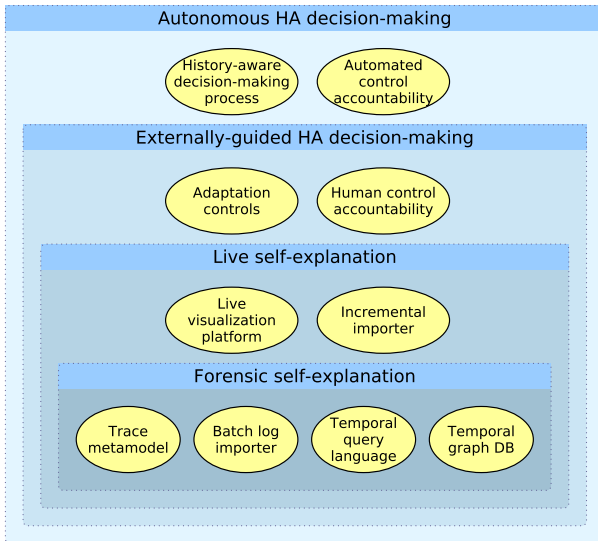 Autonomous HA decision-making
History-aware
decision-making
process
Automated
control
accountability
Externally-guided HA decision-making
Adaptation
controls
Human control
accountability
Live self-explanation
Live
visualization
platform
Incremental
importer
Forensic self-explanation
Trace
metamodel
Batch log
importer
Temporal
query
language
Temporal
graph DB